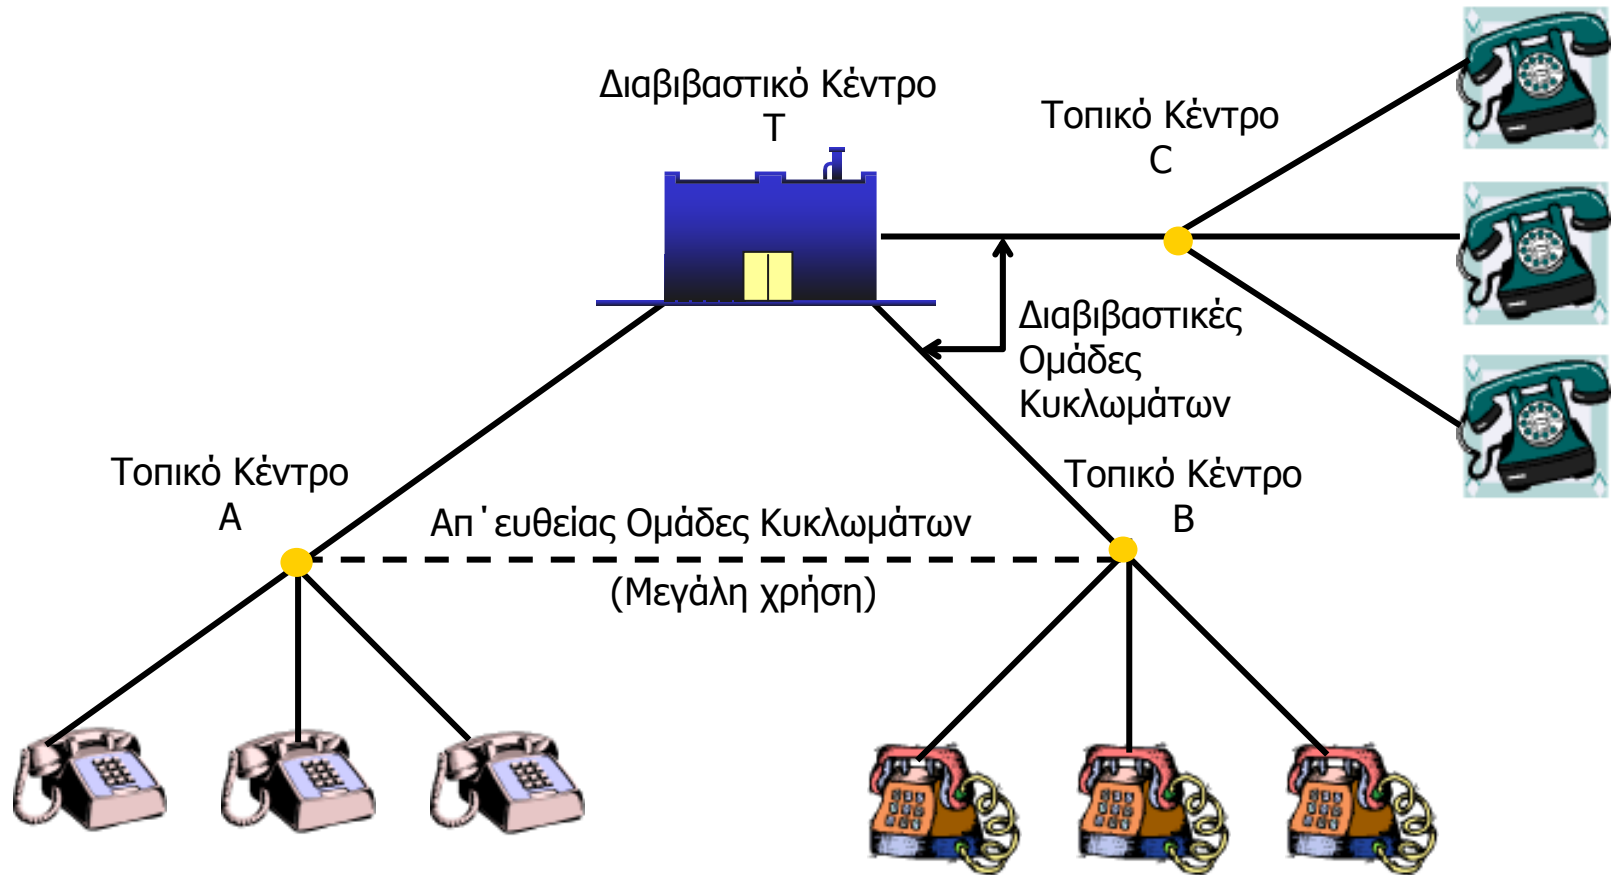 Διαβιβαστικό Κέντρο
T
Τοπικό Κέντρο
C
Διαβιβαστικές
Ομάδες
Κυκλωμάτων
Τοπικό Κέντρο
A
Τοπικό Κέντρο
B
Απ΄ευθείας Ομάδες Κυκλωμάτων
(Μεγάλη χρήση)